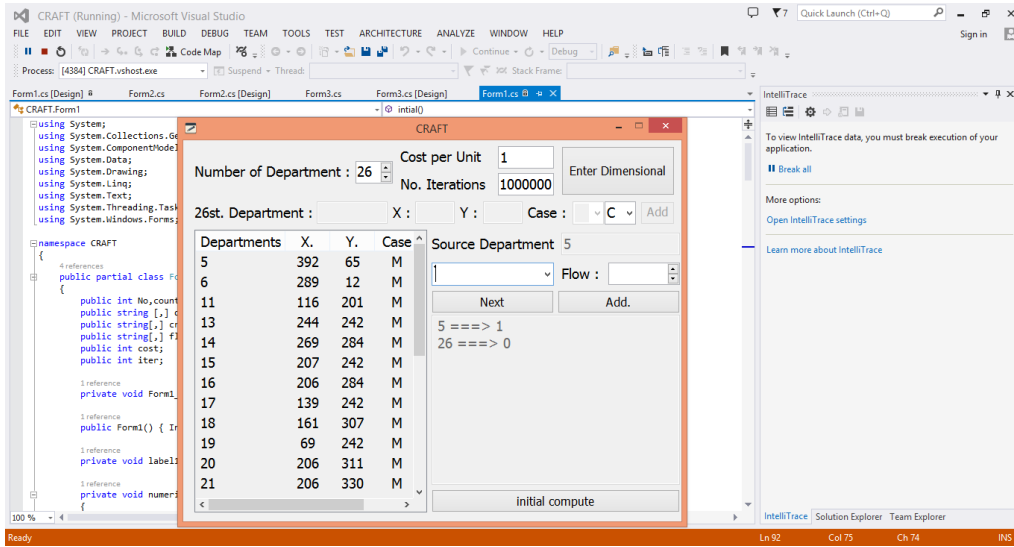 CRAFT (Running) - Microsoft Visual Studio
7
Quick Launch (Ctrl+Q)
FILE EDIT VIEW PROJECT BUILD DEBUG TEAM TOOLS TEST ARCHITECTURE ANALYZE WINDOW HELP
Sign in
Code Map
Continue
Debug
Process: [4384] CRAFT.vshost.exe
Suspend
Thread:
Stack Frame:
Form1.cs [Design]
Form2.cs
Form2.cs [Design]
Form3.cs
Form3.cs [Design]
Form1.cs
CRAFT.Form1
intial()
using System;
using System.Collections.Ge
using System.ComponentModel
using System.Data;
using System.Drawing;
using System.Linq;
using System.Text;
using System.Threading.Task
using System.Windows.Forms;
namespace CRAFT
{
4 references
public partial class Fo
{
public int No,count
public string [,] d
public string[,] cr
public string[,] fl
public int cost;
public int iter;
1 reference
private void Form1_
1 reference
public Form1() { In
1 reference
private void label1
1 reference
private void numeri
{
100 %
CRAFT
Number of Department : 26
Cost per Unit 1
No. Iterations 1000000
Enter Dimensional
26st. Department :
X :
Y :
Case :
C
Add
Departments X. Y. Case
5 392 65 M
6 289 12 M
11 116 201 M
13 244 242 M
14 269 284 M
15 207 242 M
16 206 284 M
17 139 242 M
18 161 307 M
19 69 242 M
20 206 311 M
21 206 330 M
Source Department 5
Flow :
Next
Add.
5 ===> 1
26 ===> 0
initial compute
IntelliTrace
To view IntelliTrace data, you must break execution of your
application.
Break all
More options:
Open IntelliTrace settings
Learn more about IntelliTrace
IntelliTrace Solution Explorer Team Explorer
Ready
Ln 92
Col 75
Ch 74
INS